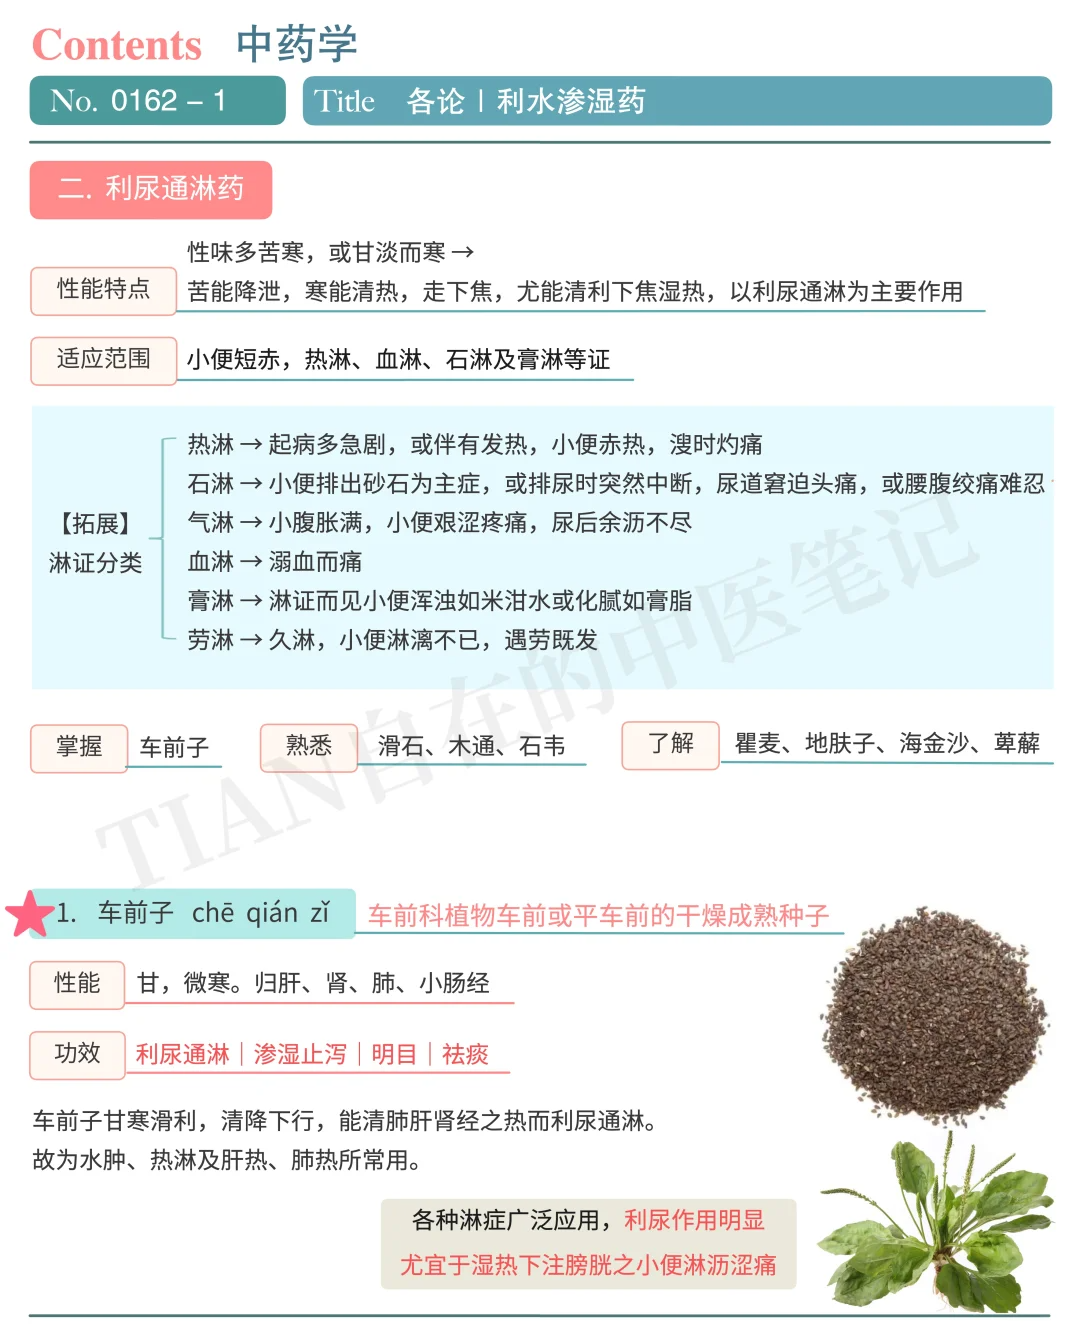 Contents 中药学
No. 0162 – 1
Title 各论 | 利水渗湿药
二. 利尿通淋药
性能特点
性味多苦寒，或甘淡而寒 →
苦能降泄，寒能清热，走下焦，尤能清利下焦湿热，以利尿通淋为主要作用
适应范围 小便短赤，热淋、血淋、石淋及膏淋等证
【拓展】
淋证分类
热淋 → 起病多急剧，或伴有发热，小便赤热，溲时灼痛
石淋 → 小便排出砂石为主症，或排尿时突然中断，尿道窘迫头痛，或腰腹绞痛难忍
气淋 → 小腹胀满，小便艰涩疼痛，尿后余沥不尽
血淋 → 溺血而痛
膏淋 → 淋证而见小便浑浊如米泔水或化腻如膏脂
劳淋 → 久淋，小便淋漓不已，遇劳既发
掌握 车前子 熟悉 滑石、木通、石韦 了解 瞿麦、地肤子、海金沙、萆薢
TIAN自在的中医笔记
1. 车前子 chē qián zǐ 车前科植物车前或平车前的干燥成熟种子
性能 甘，微寒。归肝、肾、肺、小肠经
功效 利尿通淋｜渗湿止泻｜明目｜祛痰
车前子甘寒滑利，清降下行，能清肺肝肾经之热而利尿通淋。
故为水肿、热淋及肝热、肺热所常用。
各种淋症广泛应用，利尿作用明显
尤宜于湿热下注膀胱之小便淋沥涩痛